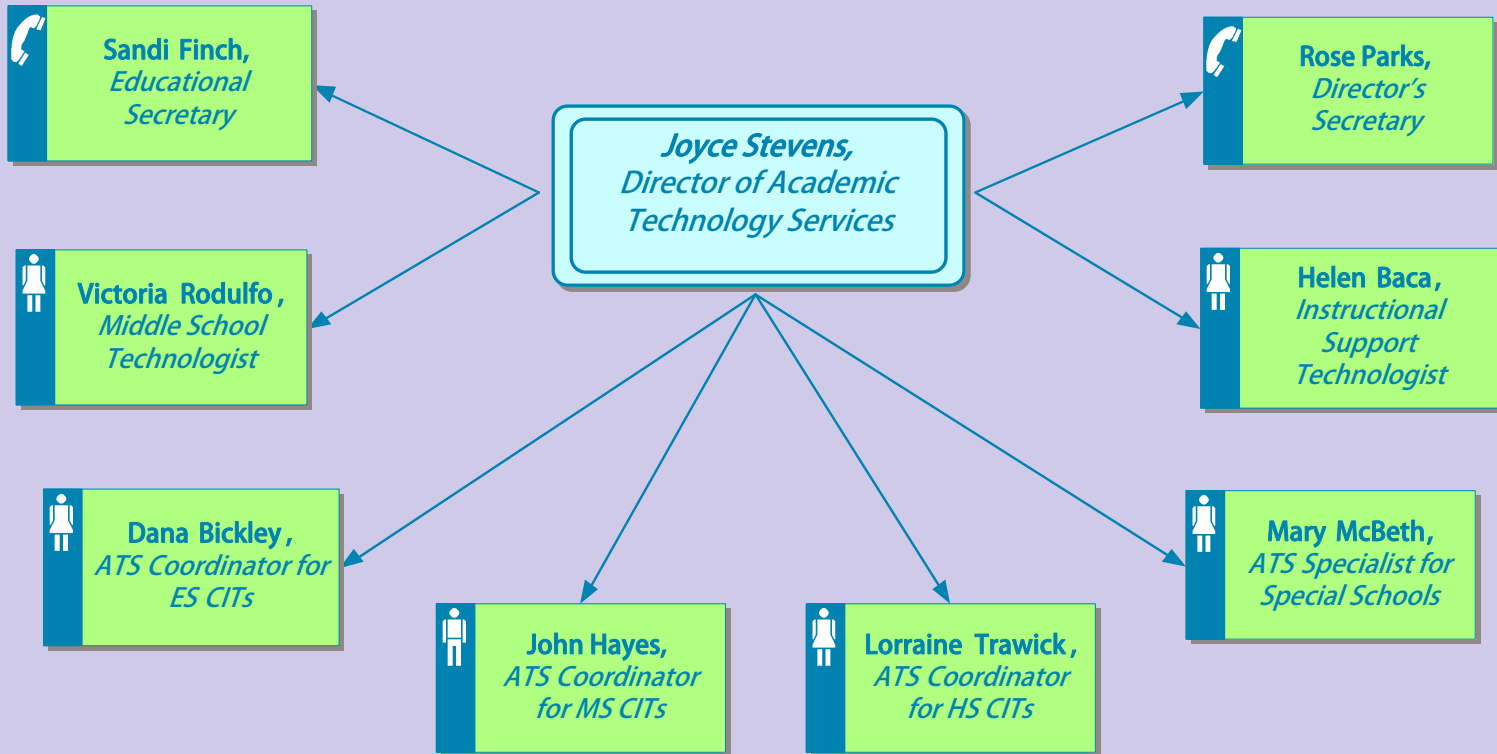 Sandi Finch,
Educational
Secretary
Rose Parks,
Director's
Secretary
Joyce Stevens,
Director of Academic
Technology Services
Victoria Rodulfo,
Middle School
Technologist
Helen Baca,
Instructional
Support
Technologist
Dana Bickley,
ATS Coordinator for
ES CITs
Mary McBeth,
ATS Specialist for
Special Schools
John Hayes,
ATS Coordinator
for MS CITs
Lorraine Trawick,
ATS Coordinator
for HS CITs